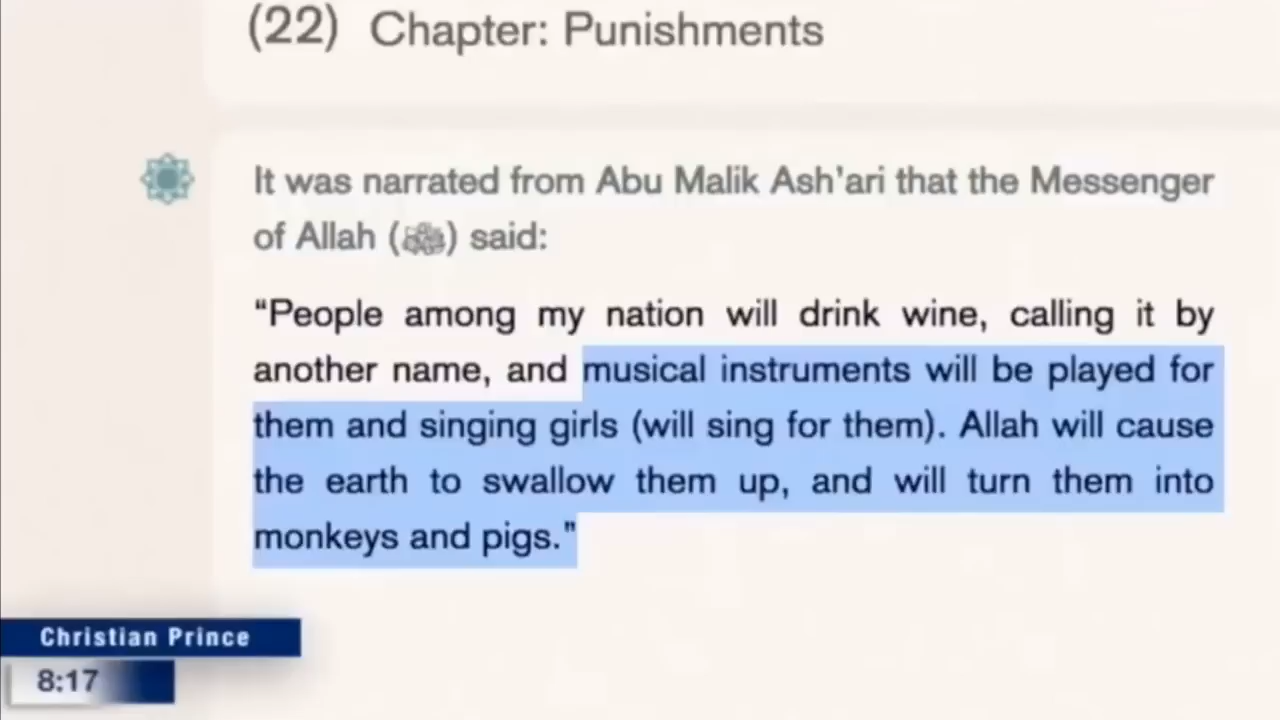 (22) Chapter: Punishments
It was narrated from Abu Malik Ash'ari that the Messenger
of Allah (ﷺ) said:
“People among my nation will drink wine, calling it by
another name, and musical instruments will be played for
them and singing girls (will sing for them). Allah will cause
the earth to swallow them up, and will turn them into
monkeys and pigs."
Christian Prince
8:17